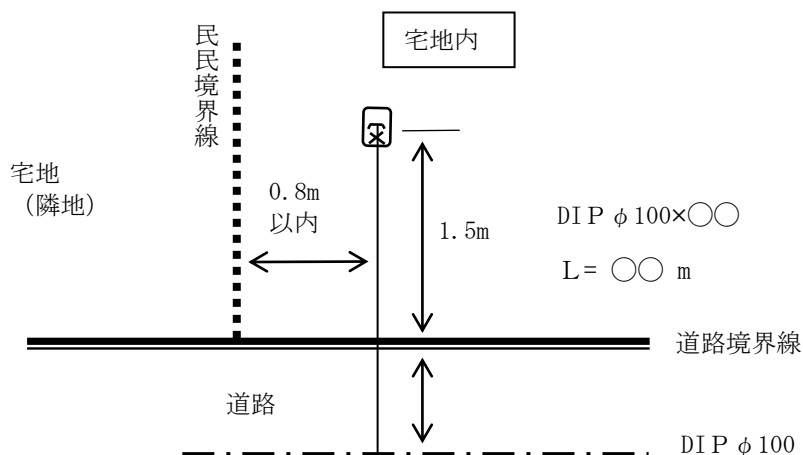 民民境界線
宅地内
宅地
（隣地）
0.8m
以内
1.5m
DIP φ100×〇〇
L= 〇〇 m
道路境界線
道路
DIP φ100